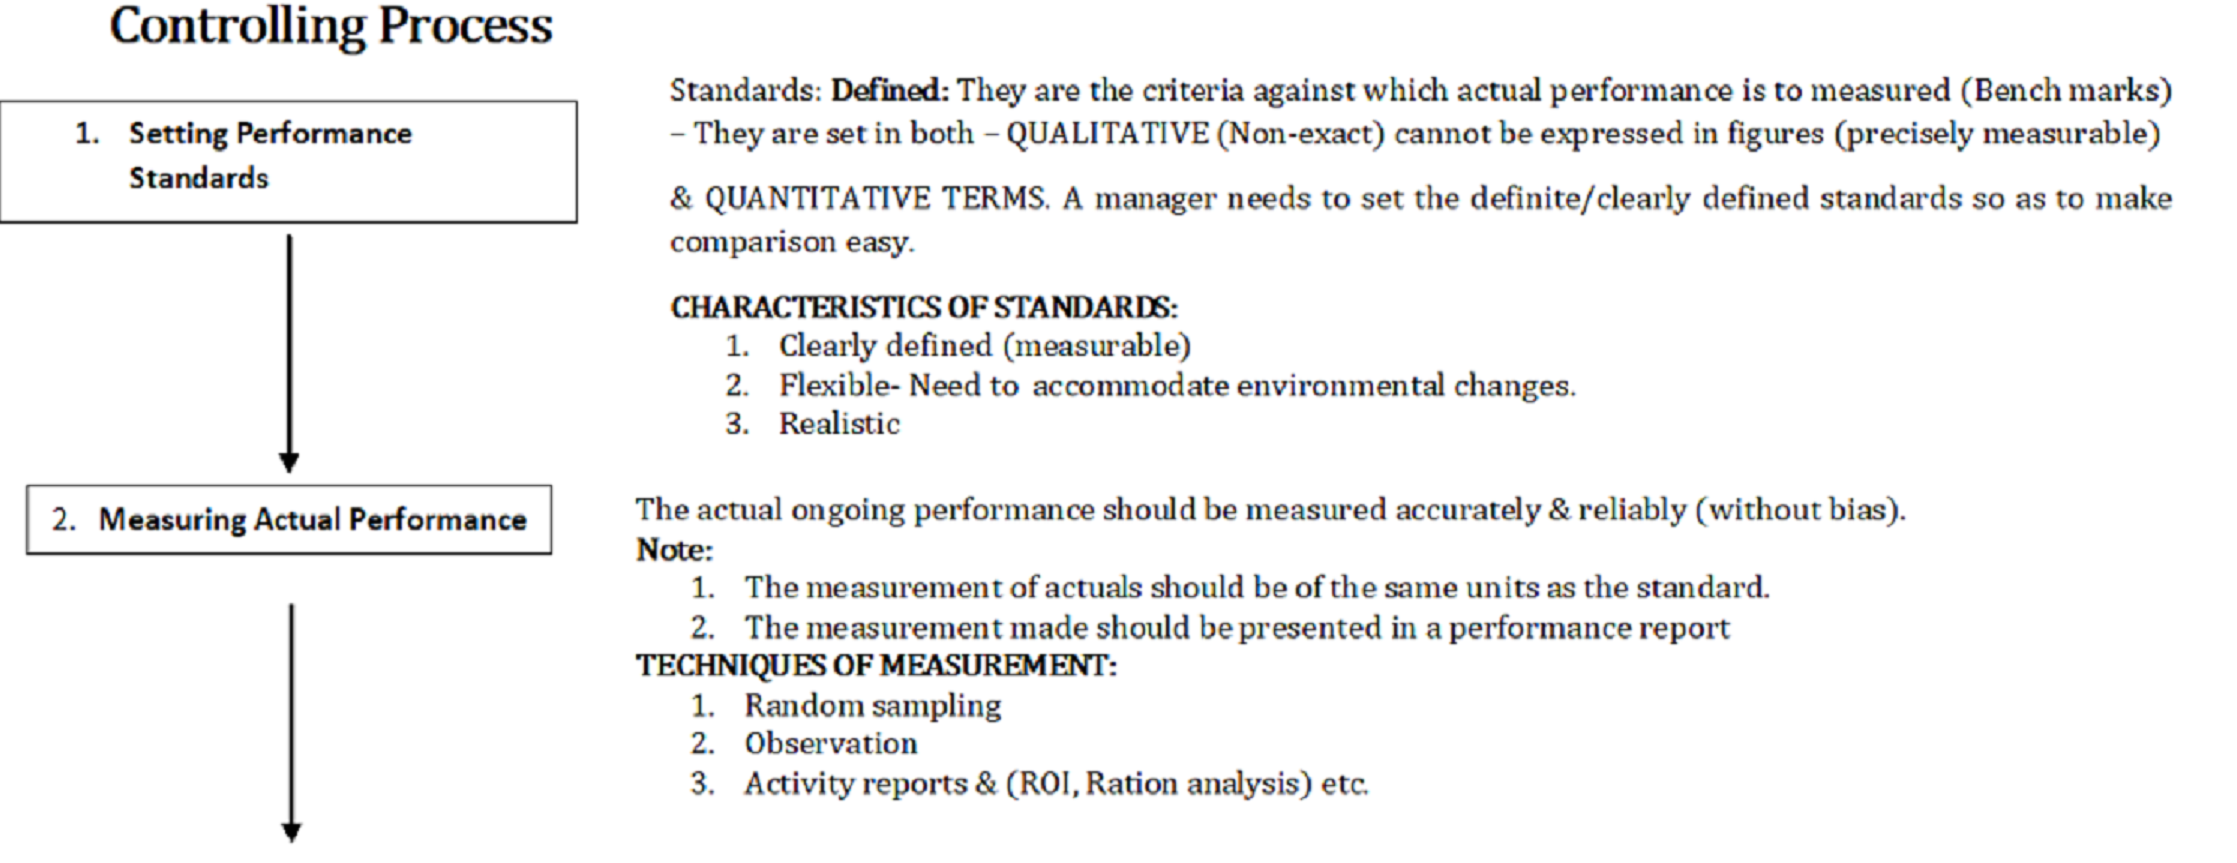 Controlling Process
1. Setting Performance
Standards
Standards: Defined: They are the criteria against which actual performance is to measured (Bench marks)
– They are set in both – QUALITATIVE (Non-exact) cannot be expressed in figures (precisely measurable)
& QUANTITATIVE TERMS. A manager needs to set the definite/clearly defined standards so as to make
comparison easy.
CHARACTERISTICS OF STANDARDS:
1. Clearly defined (measurable)
2. Flexible- Need to accommodate environmental changes.
3. Realistic
2. Measuring Actual Performance
The actual ongoing performance should be measured accurately & reliably (without bias).
Note:
1. The measurement of actuals should be of the same units as the standard.
2. The measurement made should be presented in a performance report
TECHNIQUES OF MEASUREMENT:
1. Random sampling
2. Observation
3. Activity reports & (ROI, Ration analysis) etc.